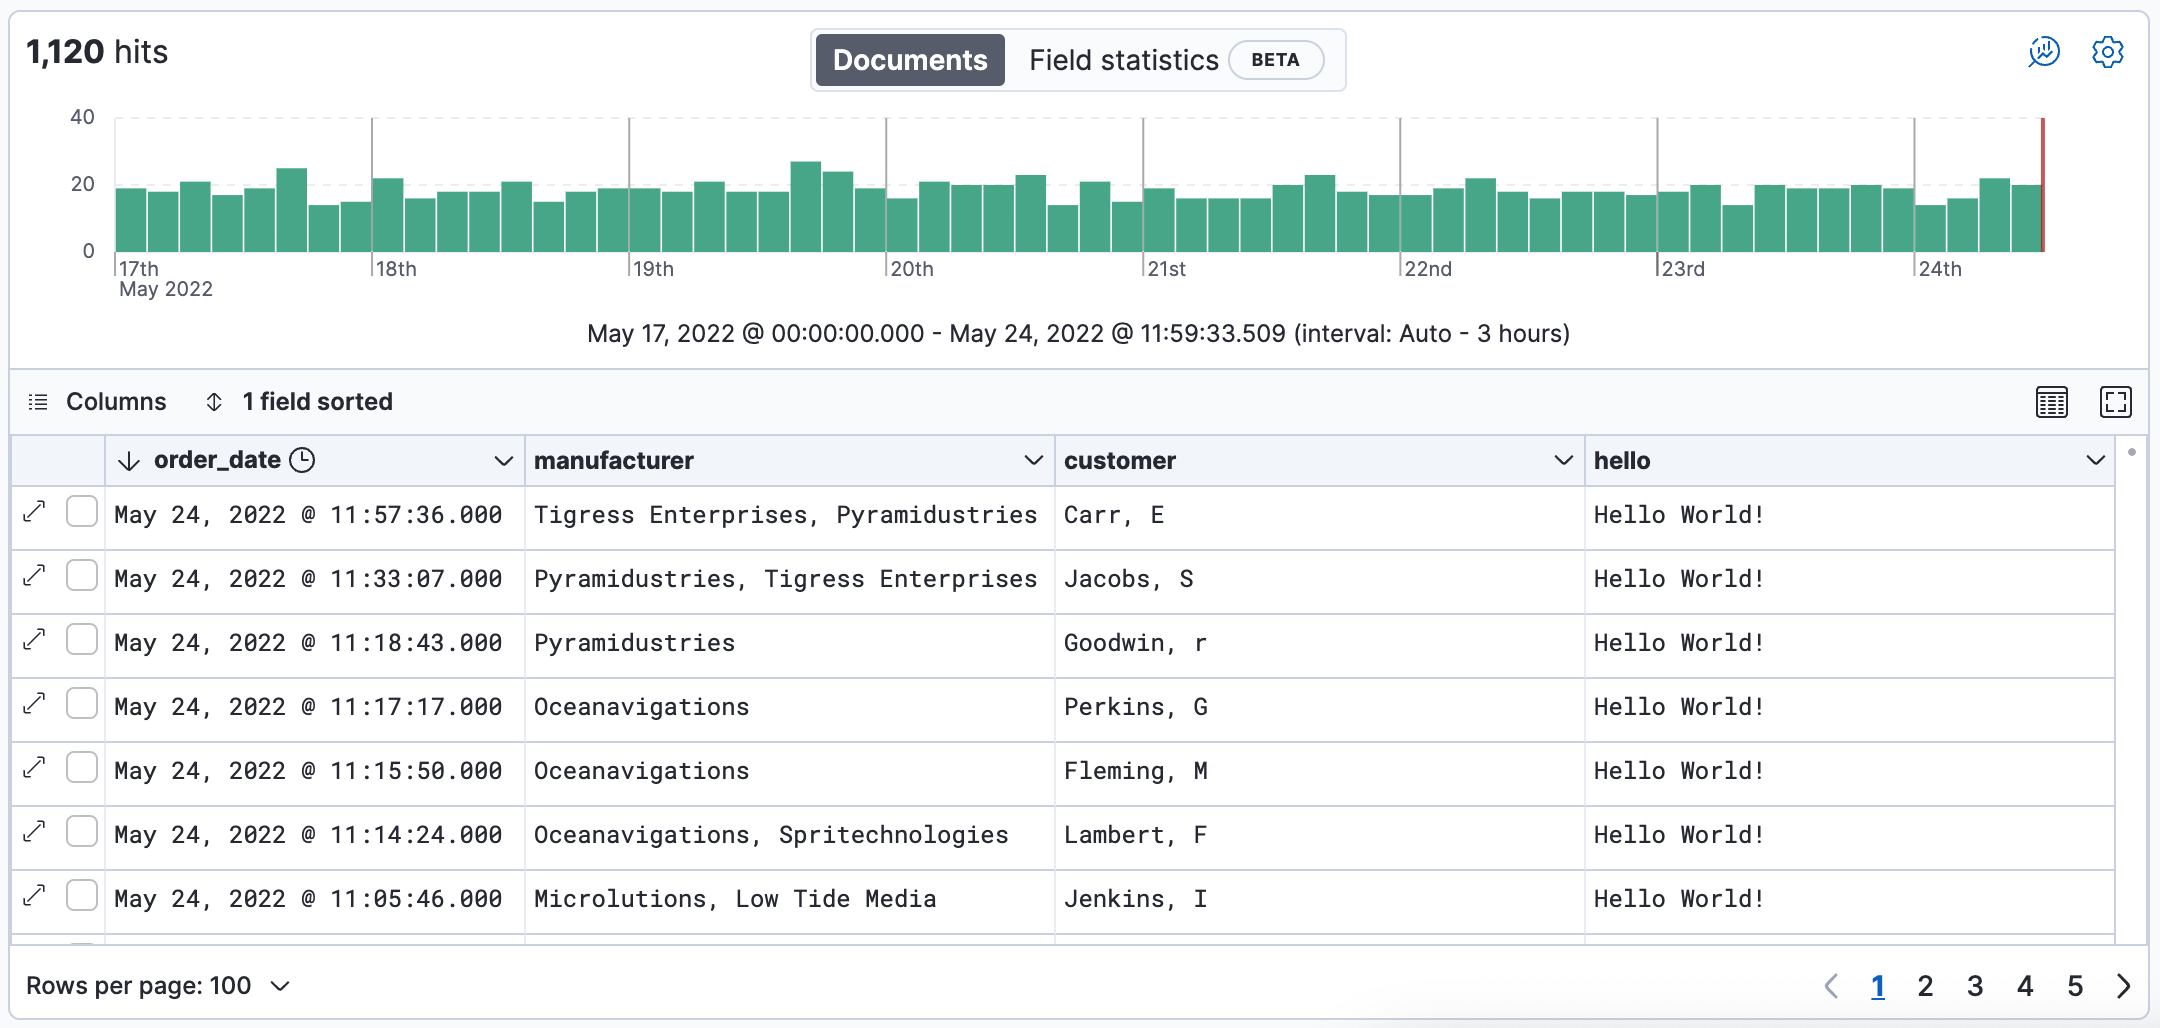 1,120 hits
Documents Field statistics BETA
40
20
0
17th 18th 19th 20th 21st 22nd 23rd 24th
May 2022
May 17, 2022 @ 00:00:00.000 - May 24, 2022 @ 11:59:33.509 (interval: Auto - 3 hours)
Columns 1 field sorted
order_date manufacturer customer hello
May 24, 2022 @ 11:57:36.000 Tigress Enterprises, Pyramidustries Carr, E Hello World!
May 24, 2022 @ 11:33:07.000 Pyramidustries, Tigress Enterprises Jacobs, S Hello World!
May 24, 2022 @ 11:18:43.000 Pyramidustries Goodwin, r Hello World!
May 24, 2022 @ 11:17:17.000 Oceanavigations Perkins, G Hello World!
May 24, 2022 @ 11:15:50.000 Oceanavigations Fleming, M Hello World!
May 24, 2022 @ 11:14:24.000 Oceanavigations, Spritechnologies Lambert, F Hello World!
May 24, 2022 @ 11:05:46.000 Microlutions, Low Tide Media Jenkins, I Hello World!
Rows per page: 100 1 2 3 4 5